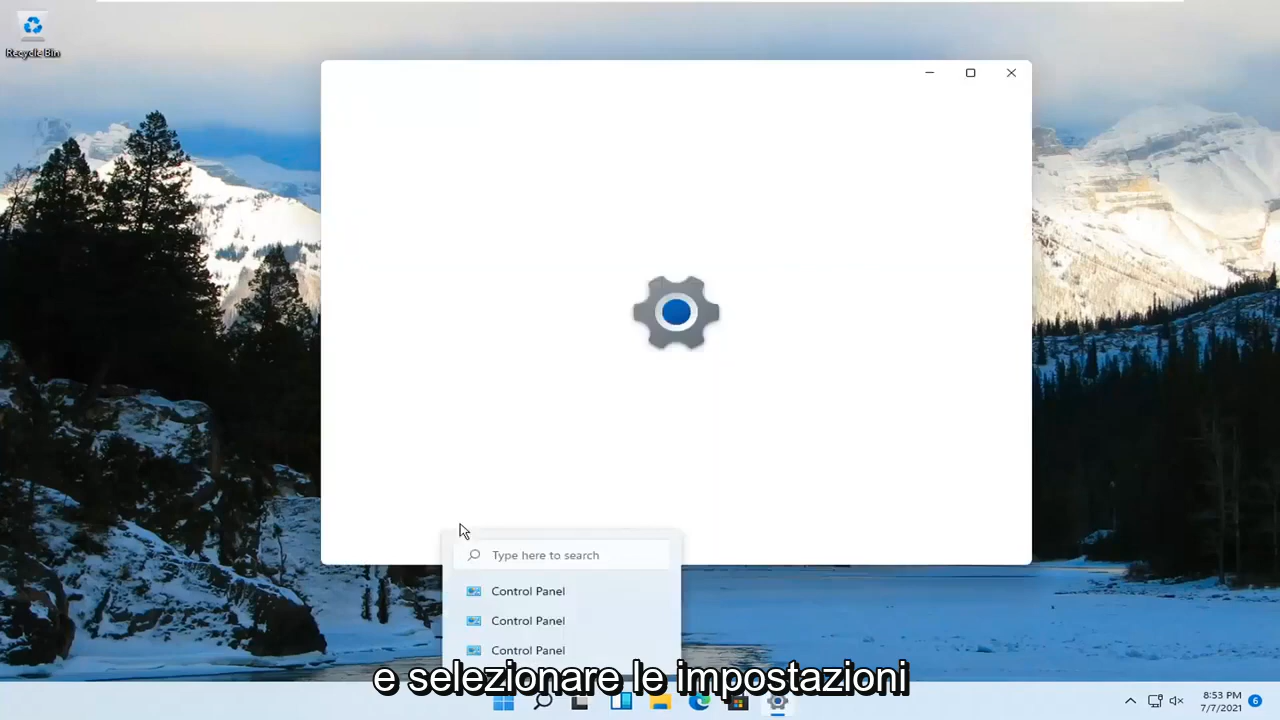 Recycle Bin
Type here to search
Control Panel
Control Panel
Control Panel
e selezionare le impostazioni
8:53 PM
7/7/2021
6